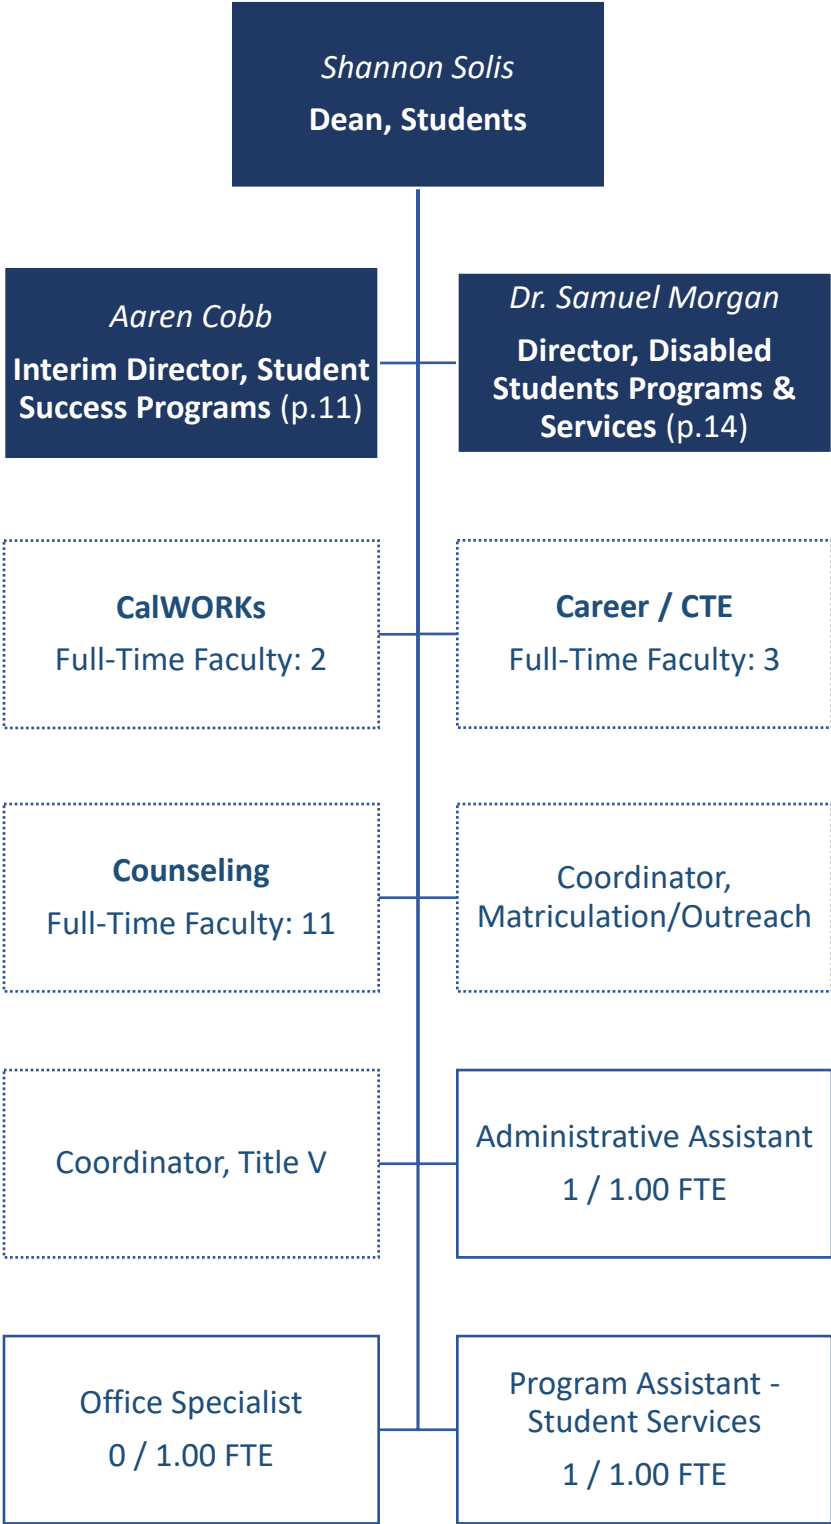 Shannon Solis
Dean, Students
Aaren Cobb
Interim Director, Student
Success Programs (p.11)
Dr. Samuel Morgan
Director, Disabled
Students Programs &
Services (p.14)
CalWORKs
Full-Time Faculty: 2
Career / CTE
Full-Time Faculty: 3
Counseling
Full-Time Faculty: 11
Coordinator,
Matriculation/Outreach
Coordinator, Title V
Administrative Assistant
1 / 1.00 FTE
Office Specialist
0 / 1.00 FTE
Program Assistant -
Student Services
1 / 1.00 FTE